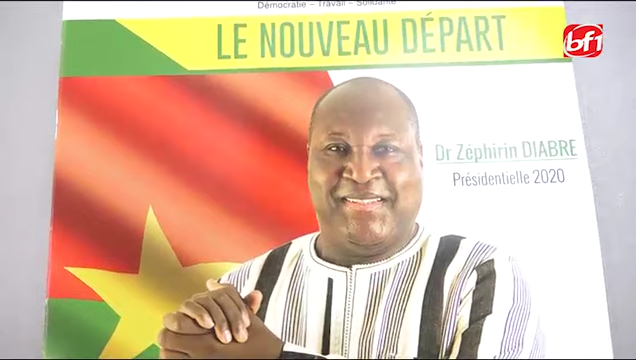 Démocratie – Travail – Solidarité
LE NOUVEAU DÉPART
bf1
Dr Zéphirin DIABRE
Présidentielle 2020